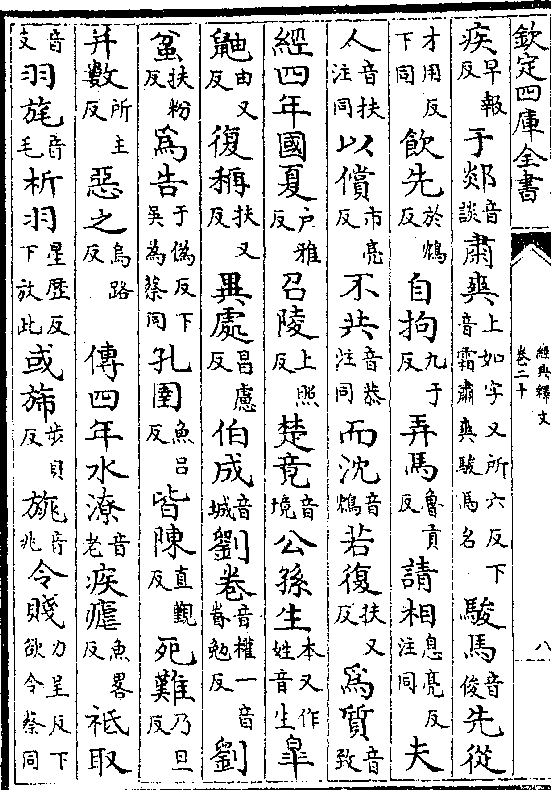 欽定四庫全書
經典釋文
卷二十
八
疾早報反于郯音談肅爽上如字又所六反下音霜肅爽駿馬名駿馬音俊先從
才用反下同飲先於鴆反自拘九于反弄馬魯貢反請相息亮反注同夫
人音扶注同以償市亮反不共音恭注同而沈音鴆若復扶又反為質音致
經四年國夏戶雅反召陵上照反楚竟音境公孫生本又作姓音生皐
鼬由又反復稱扶又反異處昌慮反伯成音城劉卷音權一音眷勉反劉
蚠扶粉反為告于偽反下吳為蔡同孔圉魚呂反皆陳直覲反死難乃旦反
并數所主反惡之烏路反傳四年水潦音老疾瘧魚畧反祗取
音支羽旄音毛析羽星歷反下放此或旆步貝反旐音兆令賤力呈反下欲令蔡同